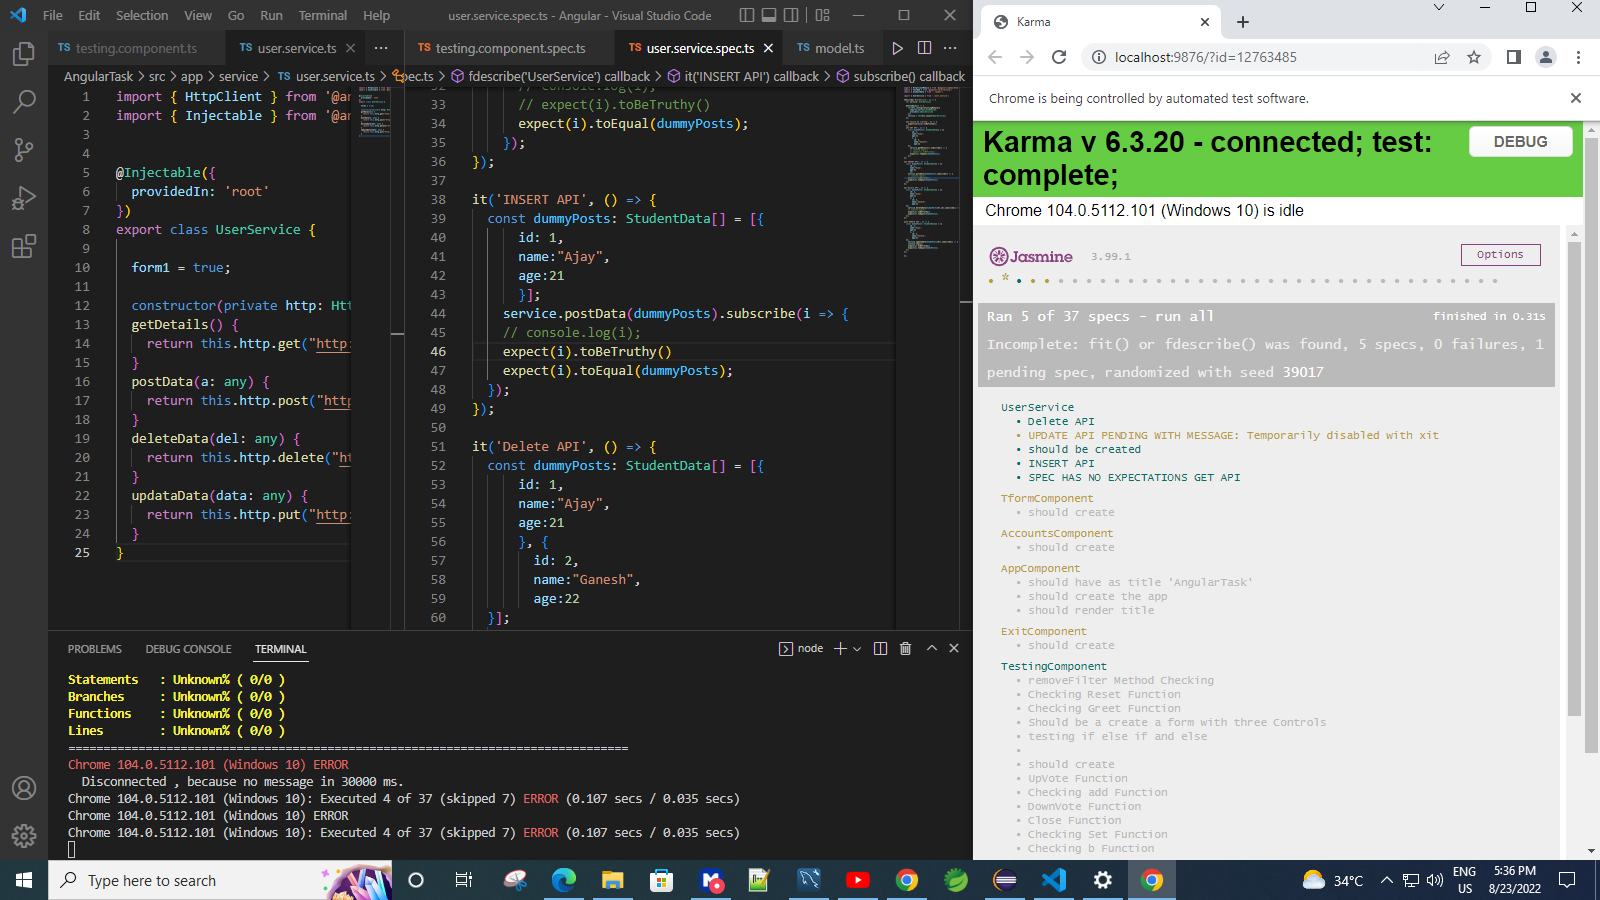 File Edit Selection View Go Run Terminal Help
user.service.spec.ts - Angular - Visual Studio Code
TS testing.component.ts
TS user.service.ts
TS testing.component.spec.ts
TS user.service.spec.ts
TS model.ts
AngularTask > src > app > service > TS user.service.ts >
pec.ts > fdescribe('UserService') callback > it('INSERT API') callback > subscribe() callback
1 import { HttpClient } from '@an
2 import { Injectable } from '@an
3
4
5 @Injectable({
6 providedIn: 'root'
7 })
8 export class UserService {
9
10 form1 = true;
11
12 constructor(private http: Htt
13 getDetails() {
14 return this.http.get("http:
15 }
16 postData(a: any) {
17 return this.http.post("http
18 }
19 deleteData(del: any) {
20 return this.http.delete("ht
21 }
22 updataData(data: any) {
23 return this.http.put("http:
24 }
25 }
32 // console.log(i);
33 // expect(i).toBeTruthy()
34 expect(i).toEqual(dummyPosts);
35 });
36 });
37
38 it('INSERT API', () => {
39 const dummyPosts: StudentData[] = [{
40 id: 1,
41 name:"Ajay",
42 age:21
43 }];
44 service.postData(dummyPosts).subscribe(i => {
45 // console.log(i);
46 expect(i).toBeTruthy()
47 expect(i).toEqual(dummyPosts);
48 });
49 });
50
51 it('Delete API', () => {
52 const dummyPosts: StudentData[] = [{
53 id: 1,
54 name:"Ajay",
55 age:21
56 }, {
57 id: 2,
58 name:"Ganesh",
59 age:22
60 }];
PROBLEMS DEBUG CONSOLE TERMINAL
node
Statements : Unknown% ( 0/0 )
Branches : Unknown% ( 0/0 )
Functions : Unknown% ( 0/0 )
Lines : Unknown% ( 0/0 )
================================================================================
Chrome 104.0.5112.101 (Windows 10) ERROR
Disconnected , because no message in 30000 ms.
Chrome 104.0.5112.101 (Windows 10): Executed 4 of 37 (skipped 7) ERROR (0.107 secs / 0.035 secs)
Chrome 104.0.5112.101 (Windows 10) ERROR
Chrome 104.0.5112.101 (Windows 10): Executed 4 of 37 (skipped 7) ERROR (0.107 secs / 0.035 secs)
Karma
localhost:9876/?id=12763485
Chrome is being controlled by automated test software.
Karma v 6.3.20 - connected; test: complete;
DEBUG
Chrome 104.0.5112.101 (Windows 10) is idle
Jasmine 3.99.1
Options
Ran 5 of 37 specs - run all
finished in 0.31s
Incomplete: fit() or fdescribe() was found, 5 specs, 0 failures, 1
pending spec, randomized with seed 39017
UserService
• Delete API
• UPDATE API PENDING WITH MESSAGE: Temporarily disabled with xit
• should be created
• INSERT API
• SPEC HAS NO EXPECTATIONS GET API
TformComponent
• should create
AccountsComponent
• should create
AppComponent
• should have as title 'AngularTask'
• should create the app
• should render title
ExitComponent
• should create
TestingComponent
• removeFilter Method Checking
• Checking Reset Function
• Checking Greet Function
• Should be a create a form with three Controls
• testing if else if and else
•
• should create
• UpVote Function
• Checking add Function
• DownVote Function
• Close Function
• Checking Set Function
• Checking b Function
Type here to search
34°C
ENG
US
5:36 PM
8/23/2022